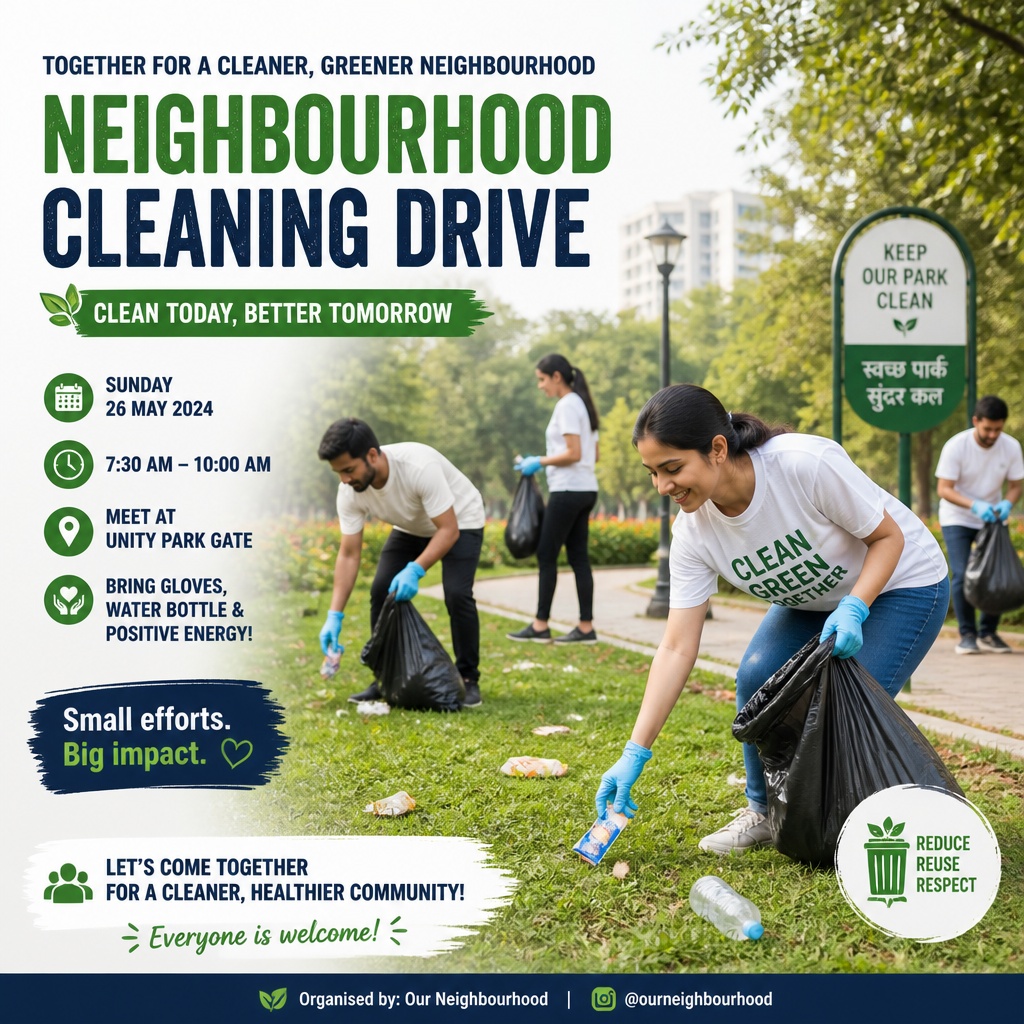 TOGETHER FOR A CLEANER, GREENER NEIGHBOURHOOD
NEIGHBOURHOOD
CLEANING DRIVE
CLEAN TODAY, BETTER TOMORROW
SUNDAY
26 MAY 2024
7:30 AM – 10:00 AM
MEET AT
UNITY PARK GATE
BRING GLOVES,
WATER BOTTLE &
POSITIVE ENERGY!
Small efforts.
Big impact.
LET'S COME TOGETHER
FOR A CLEANER, HEALTHIER COMMUNITY!
Everyone is welcome!
KEEP
OUR PARK
CLEAN
स्वच्छ पार्क
सुंदर कल
CLEAN
GREEN
OGETHER
REDUCE
REUSE
RESPECT
Organised by: Our Neighbourhood | @ourneighbourhood